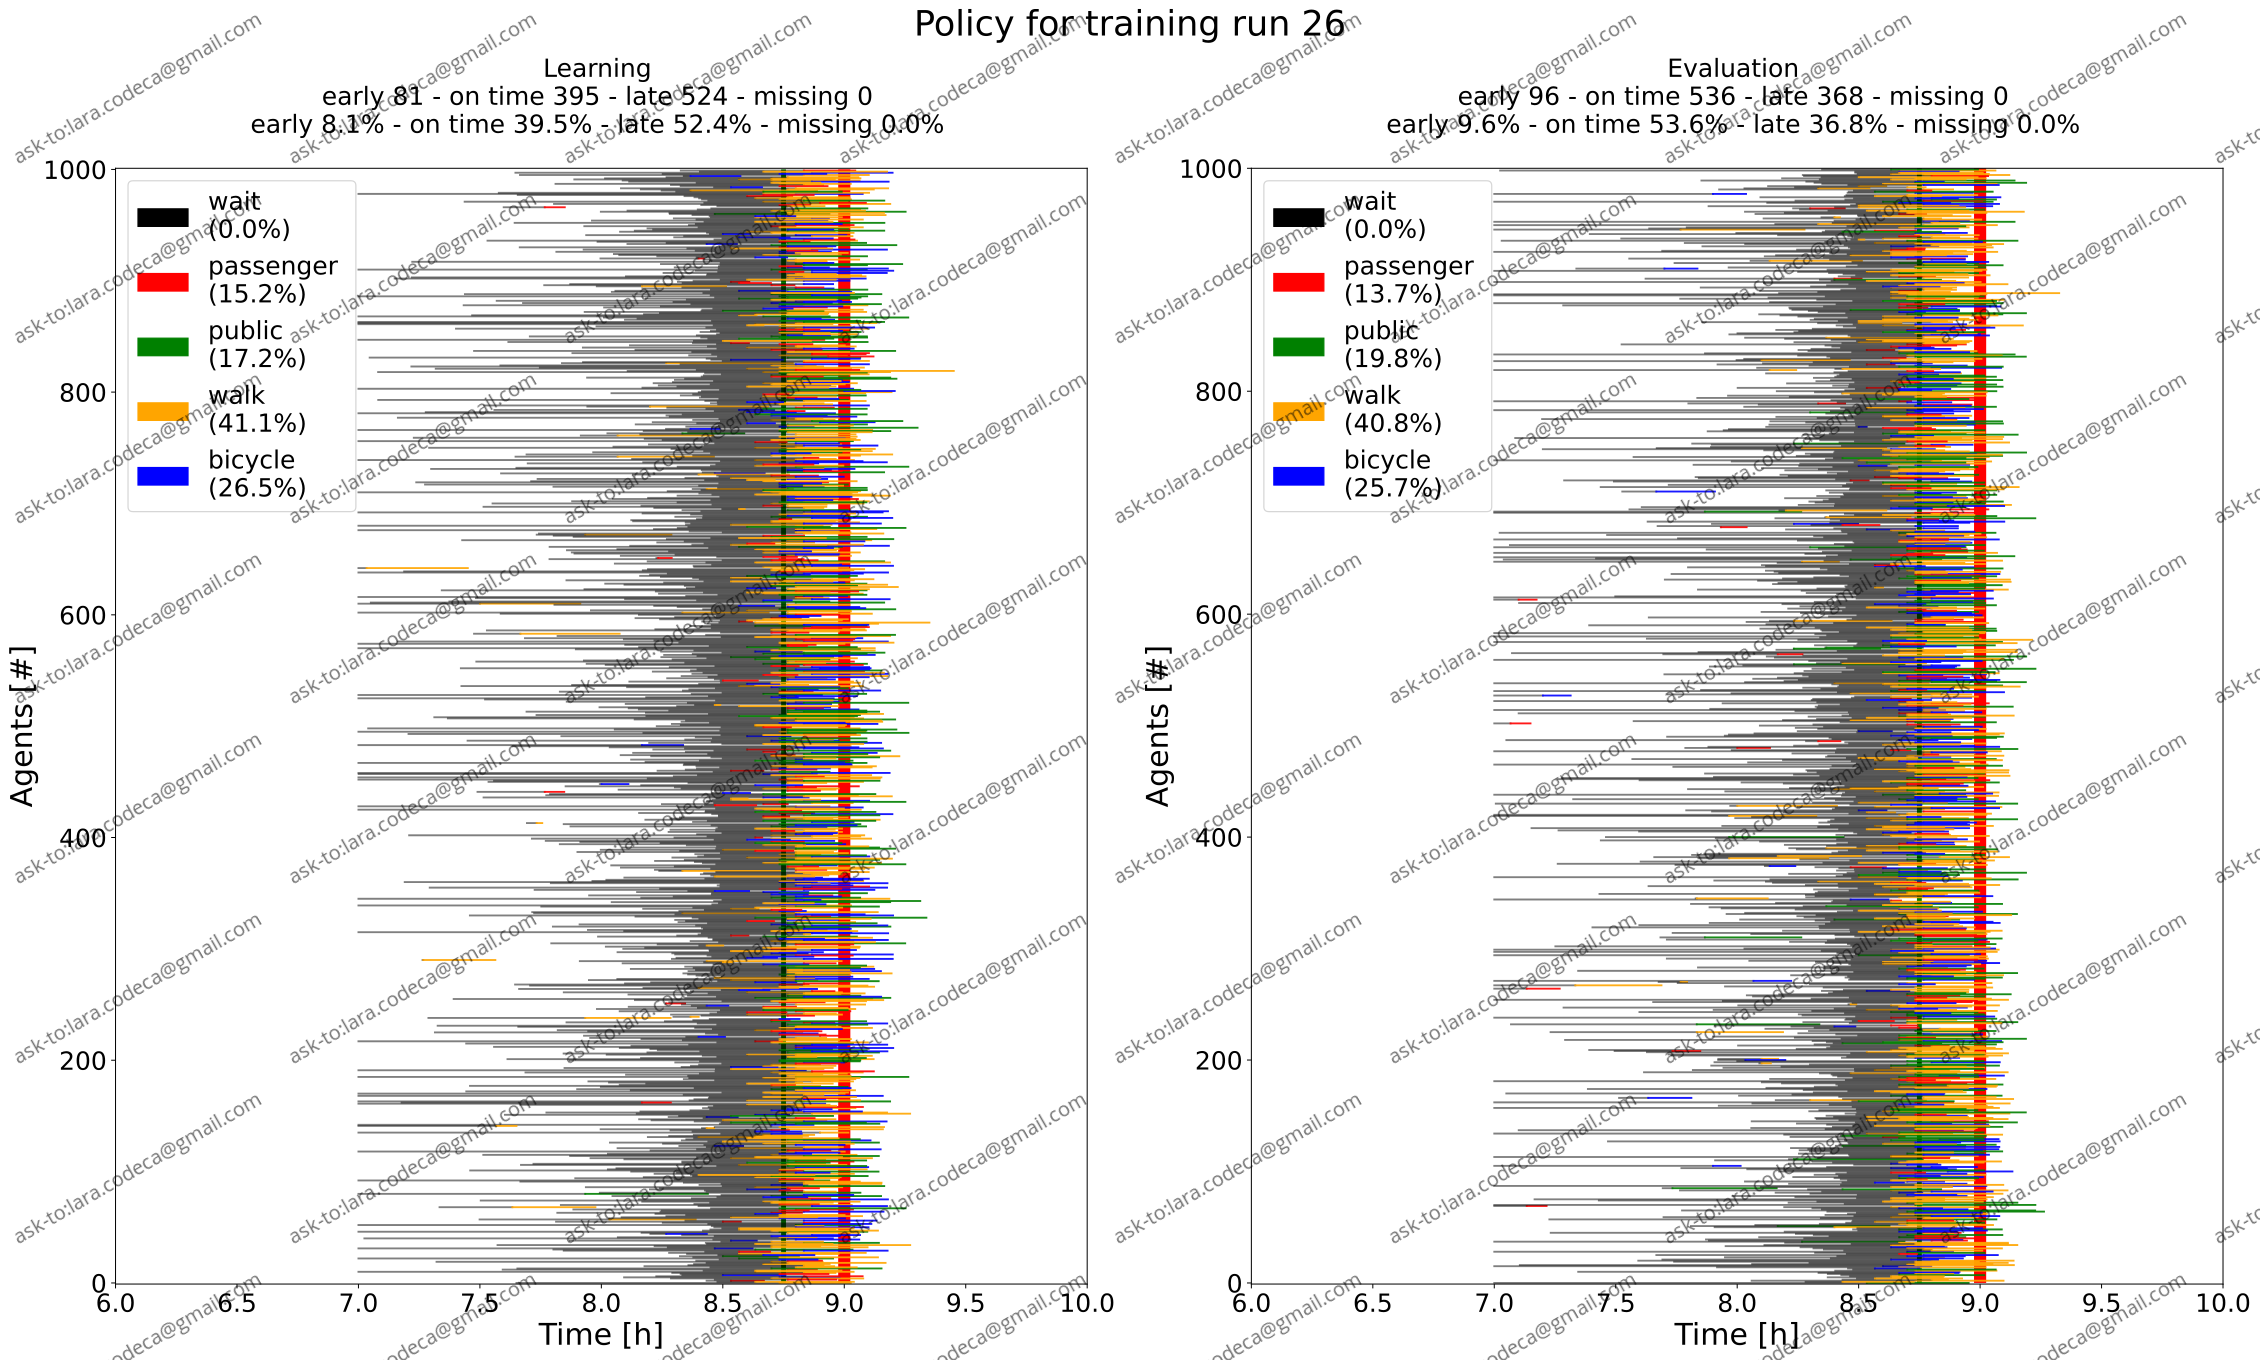 Policy for training run 26
Learning
early 81 - on time 395 - late 524 - missing 0
early 8.1% - on time 39.5% - late 52.4% - missing 0.0%
1000
800
600
400
200
0
Agents [#]
wait
(0.0%)
passenger
(15.2%)
public
(17.2%)
walk
(41.1%)
bicycle
(26.5%)
6.0 6.5 7.0 7.5 8.0 8.5 9.0 9.5 10.0
Time [h]
Evaluation
early 96 - on time 536 - late 368 - missing 0
early 9.6% - on time 53.6% - late 36.8% - missing 0.0%
1000
800
600
400
200
0
Agents [#]
wait
(0.0%)
passenger
(13.7%)
public
(19.8%)
walk
(40.8%)
bicycle
(25.7%)
6.0 6.5 7.0 7.5 8.0 8.5 9.0 9.5 10.0
Time [h]
ask-to:lara.codeca@gmail.com